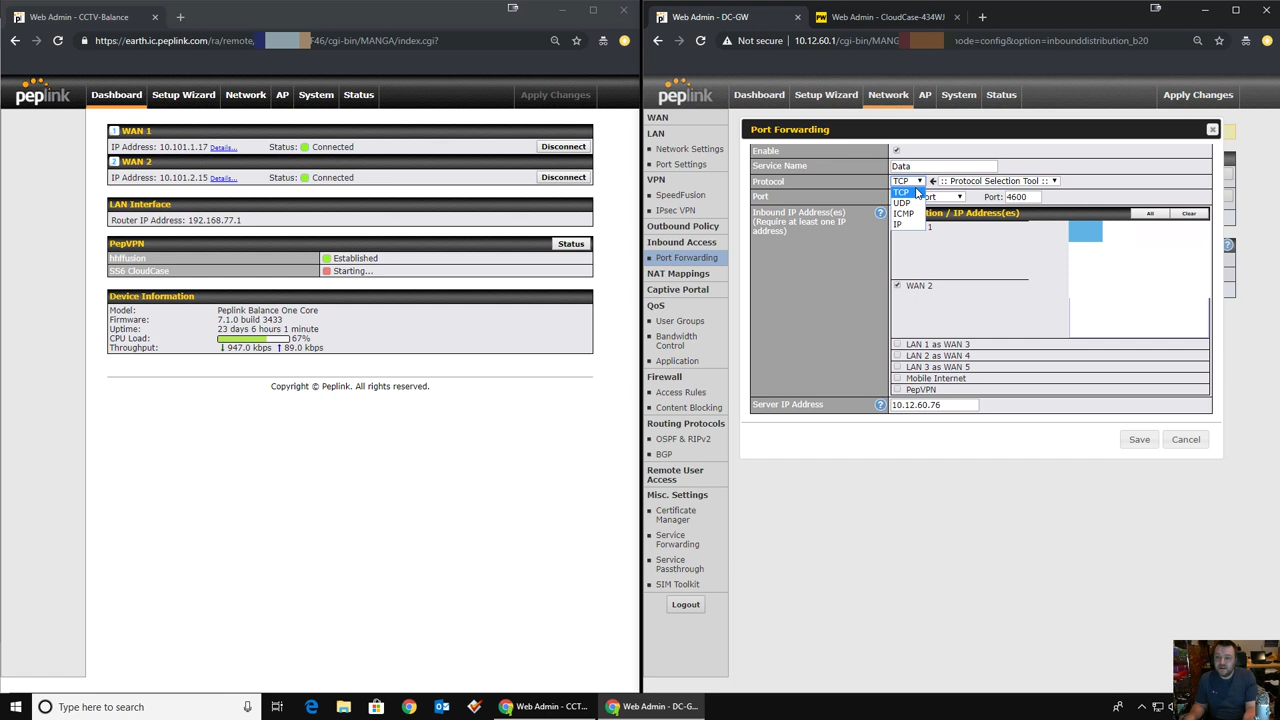 Web Admin - CCTV-Balance
https://earth.ic.peplink.com/ra/remote, F46/cgi-bin/MANGA/index.cgi?
peplink Dashboard Setup Wizard Network AP System Status Apply Changes
1 WAN 1
IP Address: 10.101.1.17 Details... Status: Connected Disconnect
2 WAN 2
IP Address: 10.101.2.15 Details... Status: Connected Disconnect
LAN Interface
Router IP Address: 192.168.77.1
PepVPN Status
hhffusion Established
SS6 CloudCase Starting...
Device Information
Model: Peplink Balance One Core
Firmware: 7.1.0 build 3433
Uptime: 23 days 6 hours 1 minute
CPU Load: 67%
Throughput: ↓ 947.0 kbps ↑ 89.0 kbps
Copyright © Peplink. All rights reserved.
Web Admin - DC-GW
Web Admin - CloudCase-434WJ
Not secure 10.12.60.1/cgi-bin/MANG node=config&option=inbounddistribution_b20
peplink Dashboard Setup Wizard Network AP System Status Apply Changes
WAN
LAN
Network Settings
Port Settings
VPN
SpeedFusion
IPsec VPN
Outbound Policy
Inbound Access
Port Forwarding
NAT Mappings
Captive Portal
QoS
User Groups
Bandwidth
Control
Application
Firewall
Access Rules
Content Blocking
Routing Protocols
OSPF & RIPv2
BGP
Remote User
Access
Misc. Settings
Certificate
Manager
Service
Forwarding
Service
Passthrough
SIM Toolkit
Logout
Port Forwarding
Enable
Service Name Data
Protocol TCP :: Protocol Selection Tool ::
TCP
UDP
ICMP
IP
Port ort Port: 4600
Inbound IP Address(es)
(Require at least one IP
address)
tion / IP Address(es) All Clear
1
WAN 2
LAN 1 as WAN 3
LAN 2 as WAN 4
LAN 3 as WAN 5
Mobile Internet
PepVPN
Server IP Address 10.12.60.76
Save Cancel
Type here to search
Web Admin - CCT...
Web Admin - DC-G...